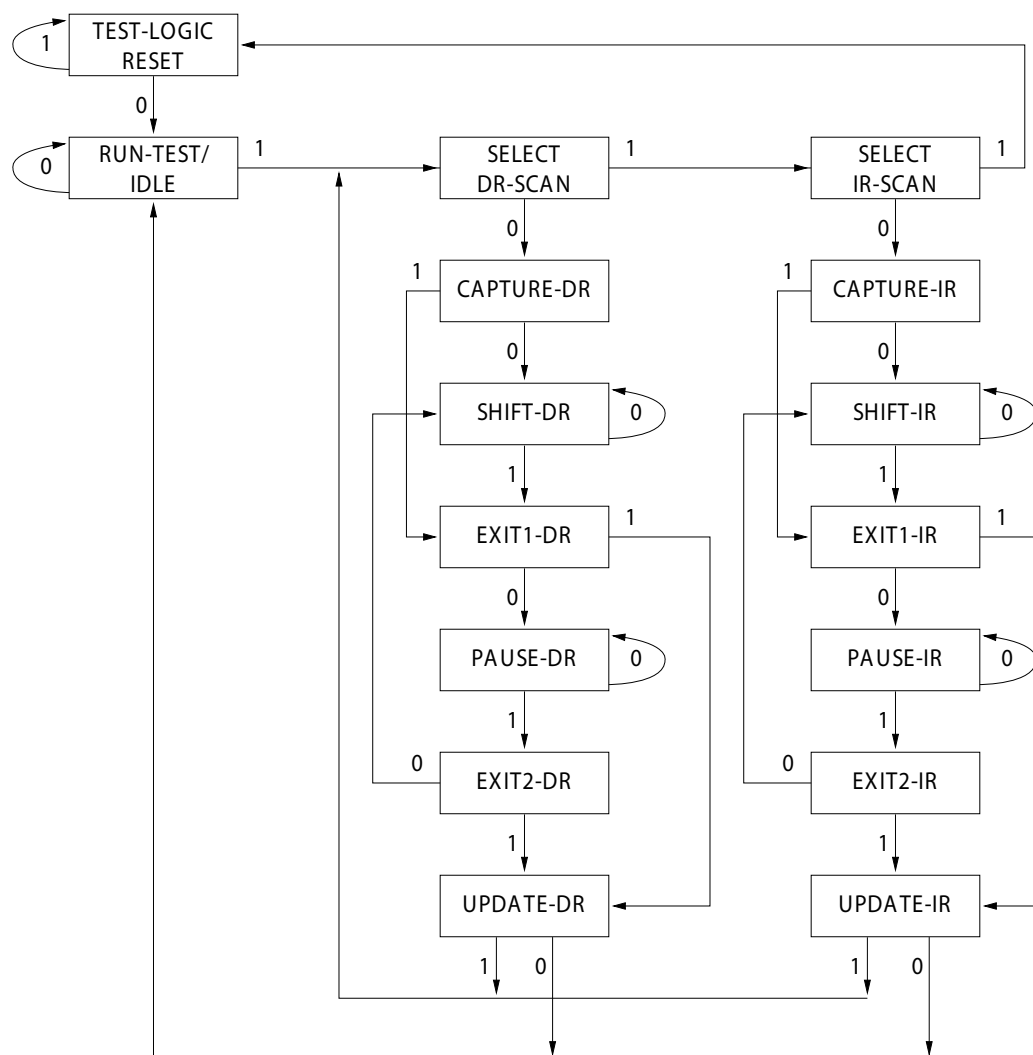 TEST-LOGIC
RESET
1
0
RUN-TEST/
IDLE
0
1
SELECT
DR-SCAN
1
SELECT
IR-SCAN
1
0
0
1
CAPTURE-DR
1
CAPTURE-IR
0
0
SHIFT-DR
0
SHIFT-IR
0
1
1
EXIT1-DR
1
EXIT1-IR
1
0
0
PAUSE-DR
0
PAUSE-IR
0
1
1
0
EXIT2-DR
0
EXIT2-IR
1
1
UPDATE-DR
UPDATE-IR
1
0
1
0